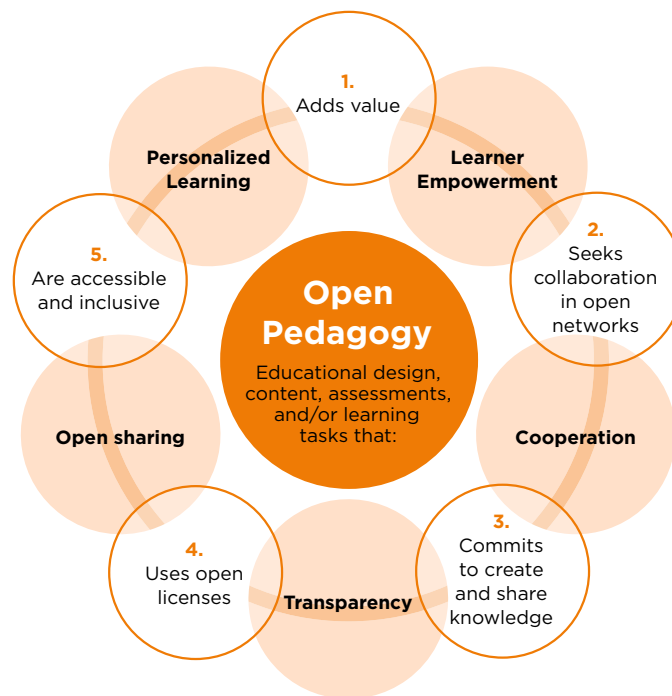 1.
Adds value
Personalized
Learning
Learner
Empowerment
5.
Are accessible
and inclusive
2.
Seeks
collaboration
in open
networks
Open
Pedagogy
Educational design,
content, assessments,
and/or learning
tasks that:
Open sharing
Cooperation
4.
Uses open
licenses
3.
Commits
to create
and share
knowledge
Transparency